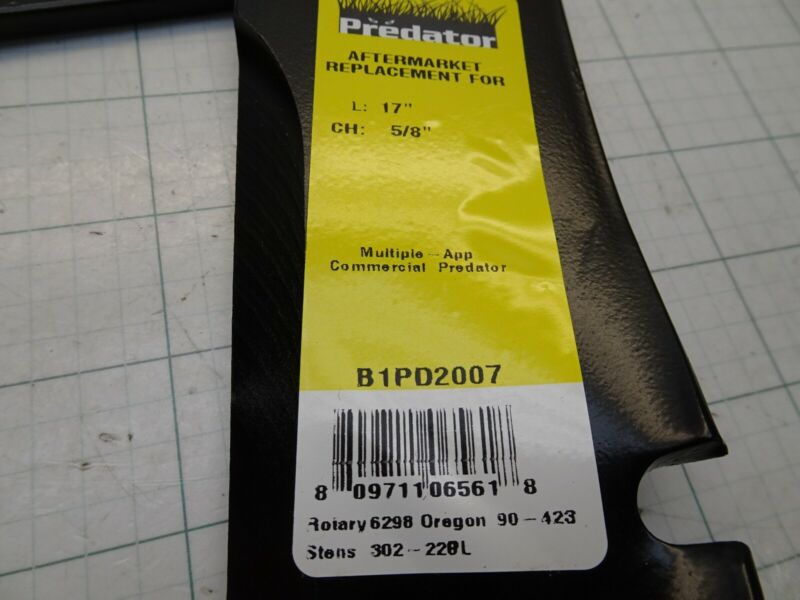 Predator
AFTERMARKET
REPLACEMENT FOR
L: 17"
CH: 5/8"
Multiple - App
Commercial Predator
B1PD2007
8 09711 06561 8
Rotary 6298 Oregon 90-423
Stens 302-228L